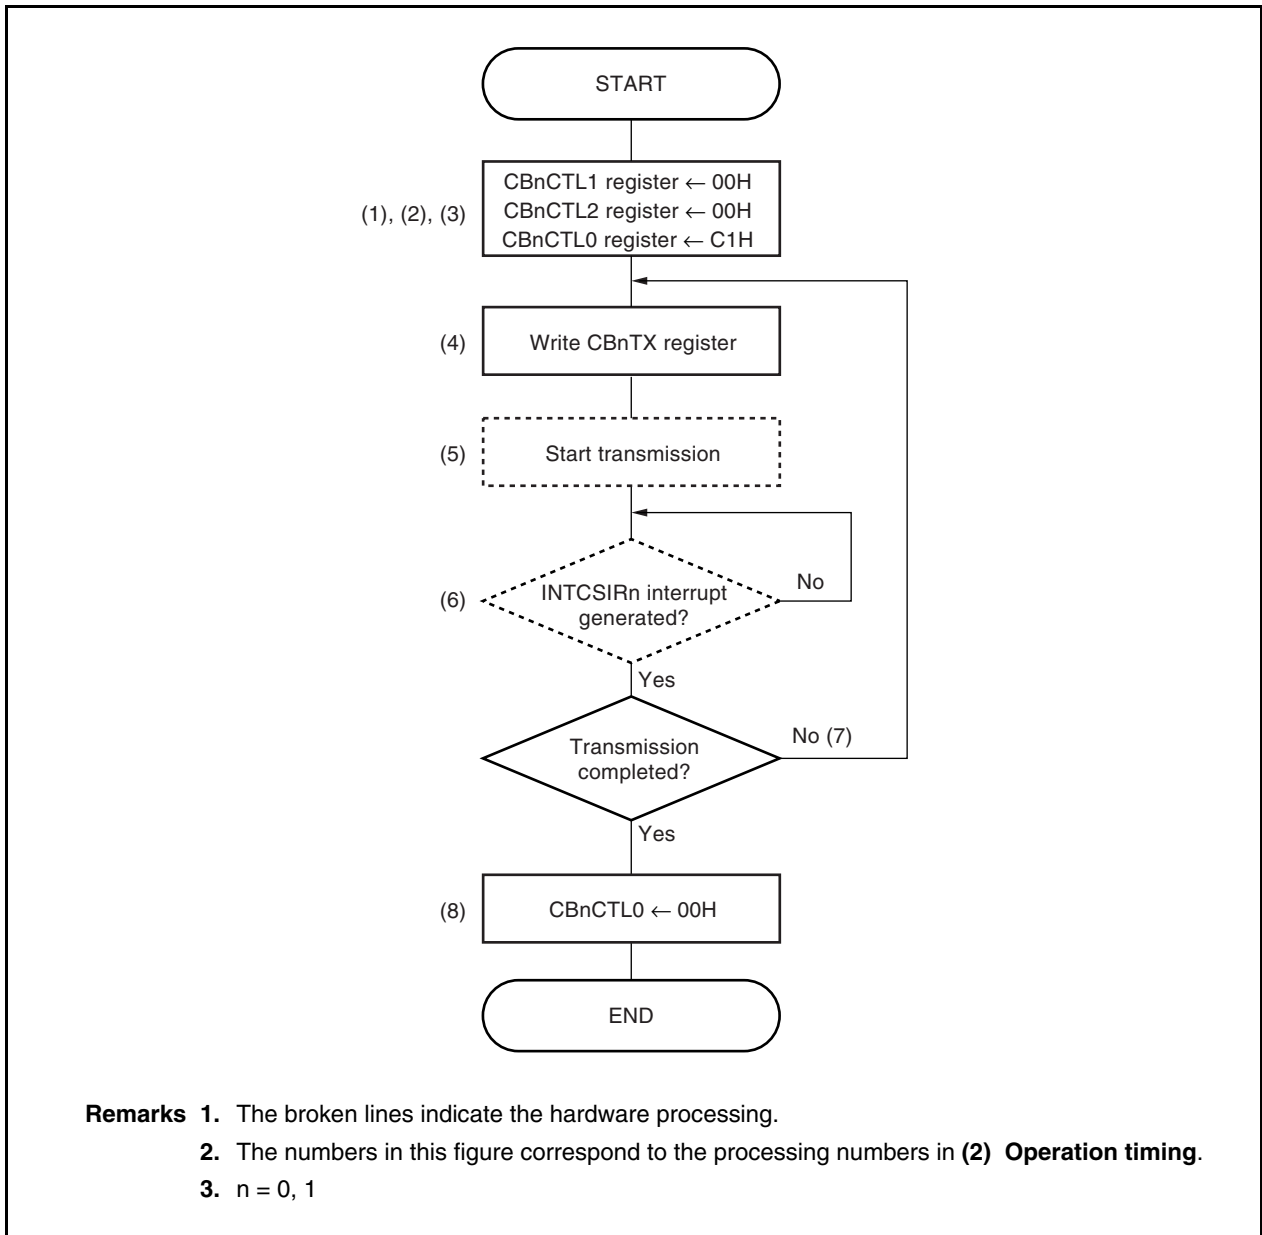 START
CBnCTL1 register ← 00H
(1), (2), (3)
CBnCTL2 register ← 00H
CBnCTL0 register ← C1H
(4)
Write CBnTX register
(5)
Start transmission
(6)
INTCSIRn interrupt
generated?
No
Yes
Transmission
completed?
No (7)
Yes
(8)
CBnCTL0 ← 00H
END
Remarks 1. The broken lines indicate the hardware processing.
2. The numbers in this figure correspond to the processing numbers in (2) Operation timing.
3. n = 0, 1